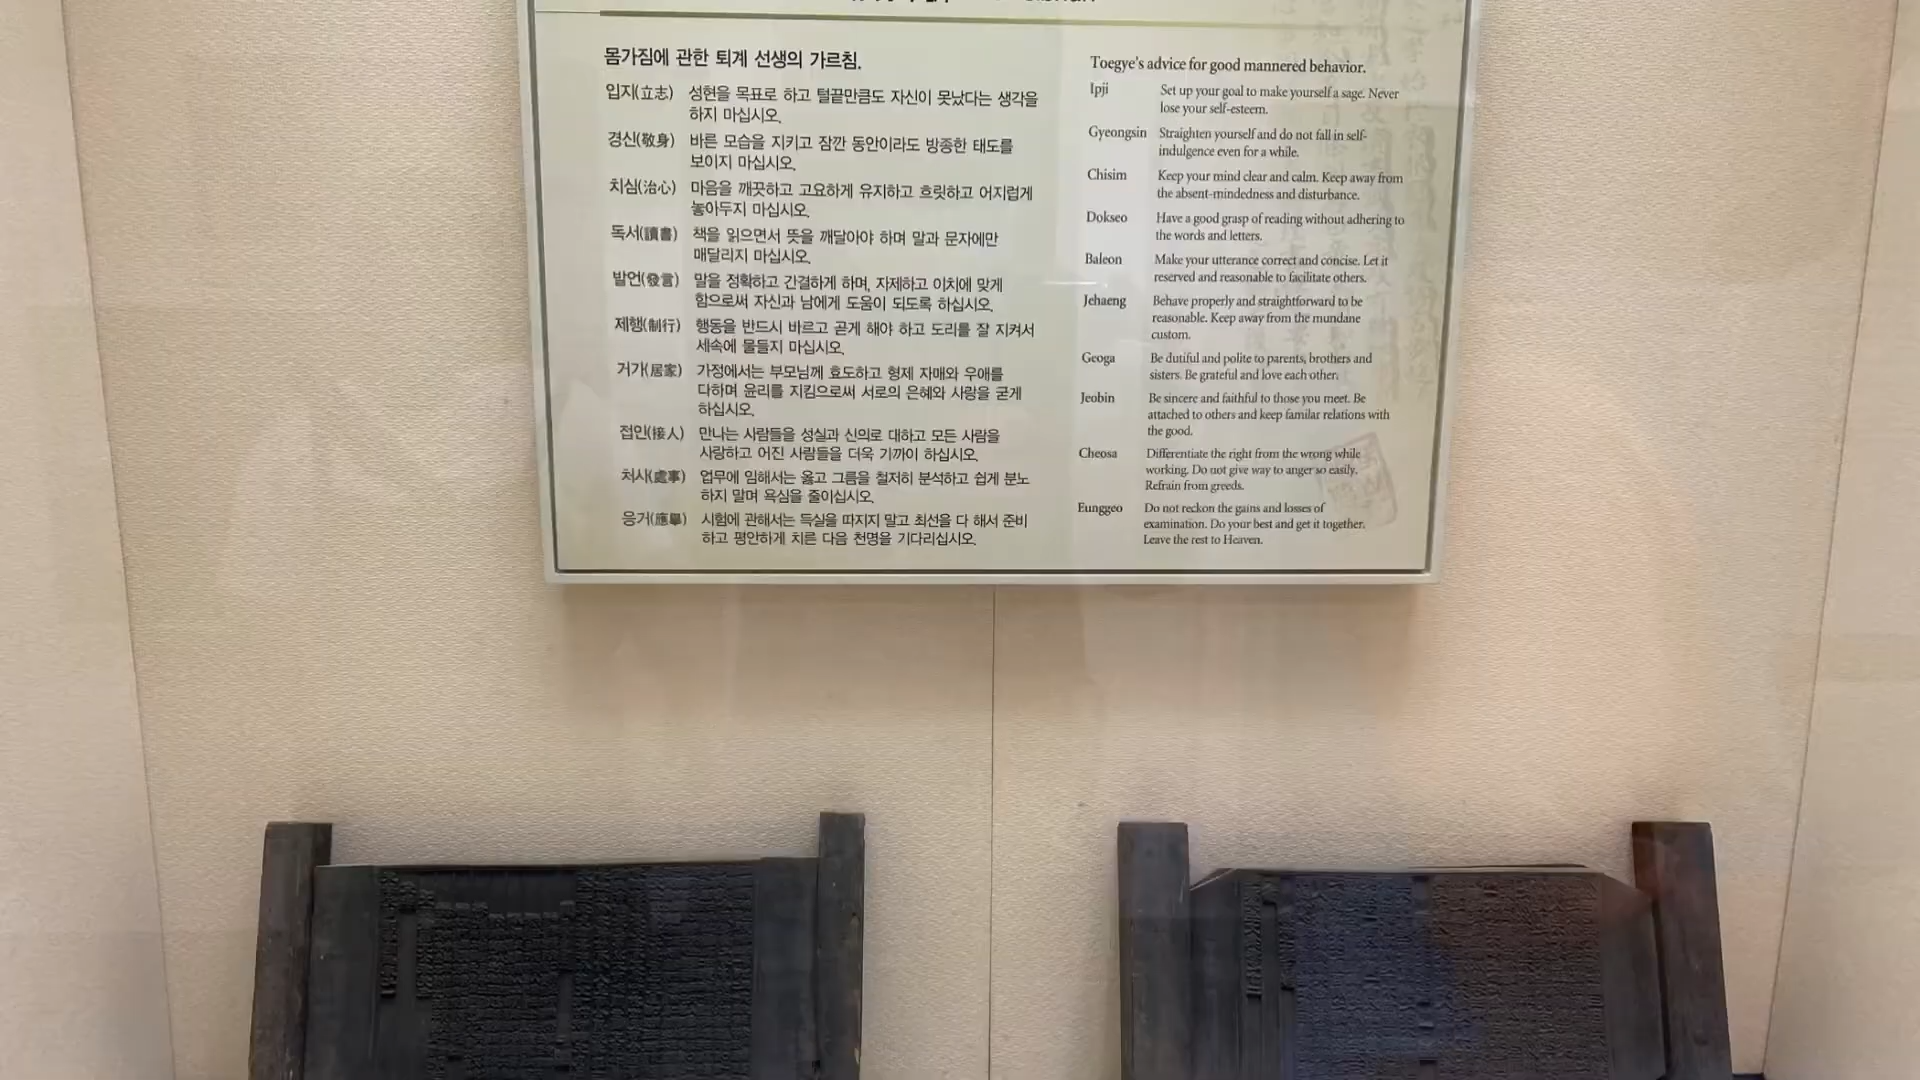 몸가짐에 관한 퇴계 선생의 가르침.
입지(立志) 성현을 목표로 하고 털끝만큼도 자신이 못났다는 생각을
하지 마십시오.
경신(敬身) 바른 모습을 지키고 잠깐 동안이라도 방종한 태도를
보이지 마십시오.
치심(治心) 마음을 깨끗하고 고요하게 유지하고 흐릿하고 어지럽게
놓아두지 마십시오.
독서(讀書) 책을 읽으면서 뜻을 깨달아야 하며 말과 문자에만
매달리지 마십시오.
발언(發言) 말을 정확하고 간결하게 하며, 자제하고 이치에 맞게
함으로써 자신과 남에게 도움이 되도록 하십시오.
제행(制行) 행동을 반드시 바르고 곧게 해야 하고 도리를 잘 지켜서
세속에 물들지 마십시오.
거가(居家) 가정에서는 부모님께 효도하고 형제 자매와 우애를
다하며 윤리를 지킴으로써 서로의 은혜와 사랑을 굳게
하십시오.
접인(接人) 만나는 사람들을 성실과 신의로 대하고 모든 사람을
사랑하고 어진 사람들을 더욱 가까이 하십시오.
처사(處事) 업무에 임해서는 옳고 그름을 철저히 분석하고 쉽게 분노
하지 말며 욕심을 줄이십시오.
응거(應擧) 시험에 관해서는 득실을 따지지 말고 최선을 다 해서 준비
하고 평안하게 치른 다음 천명을 기다리십시오.
Toegye's advice for good mannered behavior.
Ipji Set up your goal to make yourself a sage. Never
lose your self-esteem.
Gyeongsin Straighten yourself and do not fall in self-
indulgence even for a while.
Chisim Keep your mind clear and calm. Keep away from
the absent-mindedness and disturbance.
Dokseo Have a good grasp of reading without adhering to
the words and letters.
Baleon Make your utterance correct and concise. Let it
reserved and reasonable to facilitate others.
Jehaeng Behave properly and straightforward to be
reasonable. Keep away from the mundane
custom.
Geoga Be dutiful and polite to parents, brothers and
sisters. Be grateful and love each other.
Jeobin Be sincere and faithful to those you meet. Be
attached to others and keep familar relations with
the good.
Cheosa Differentiate the right from the wrong while
working. Do not give way to anger so easily.
Refrain from greeds.
Eunggeo Do not reckon the gains and losses of
examination. Do your best and get it together.
Leave the rest to Heaven.